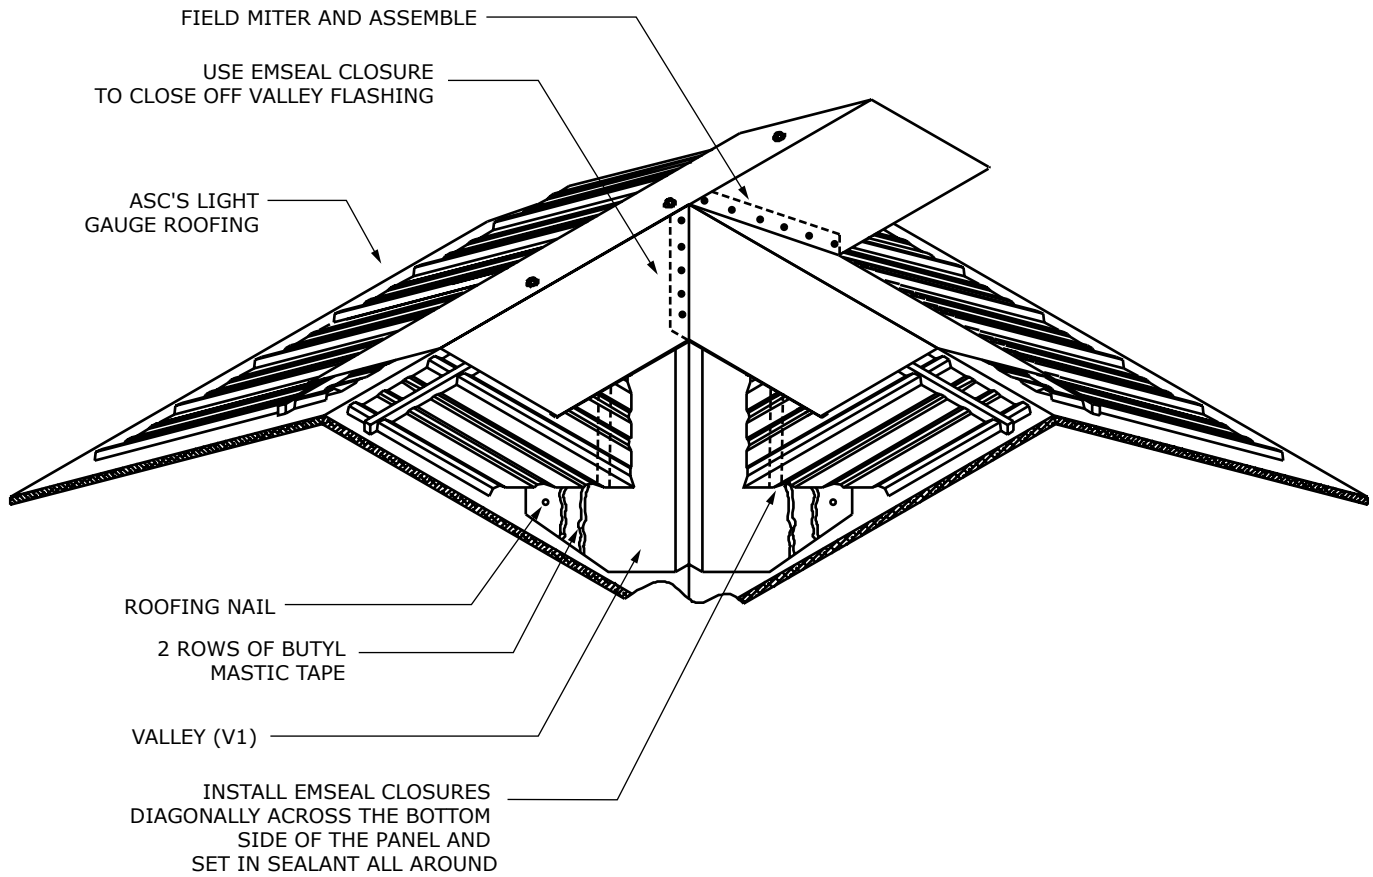 FIELD MITER AND ASSEMBLE
USE EMSEAL CLOSURE
TO CLOSE OFF VALLEY FLASHING
ASC'S LIGHT
GAUGE ROOFING
ROOFING NAIL
2 ROWS OF BUTYL
MASTIC TAPE
VALLEY (V1)
INSTALL EMSEAL CLOSURES
DIAGONALLY ACROSS THE BOTTOM
SIDE OF THE PANEL AND
SET IN SEALANT ALL AROUND